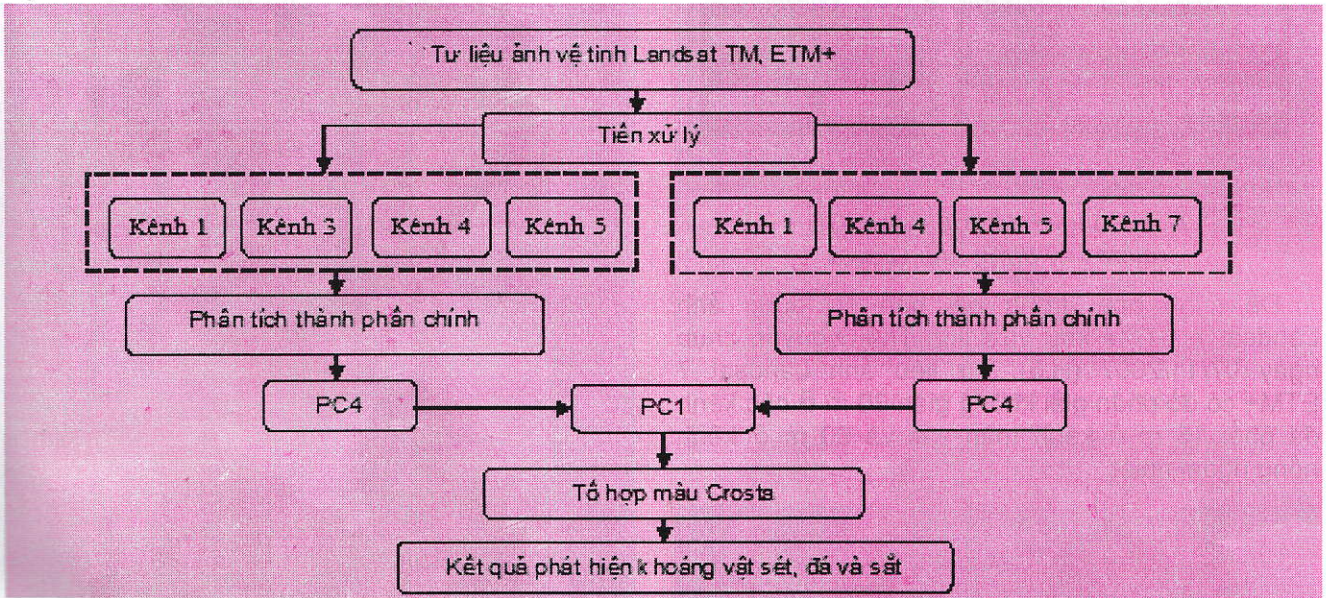 Tư liệu ảnh vệ tinh Landsat TM, ETM+
Tiền xử lý
Kênh 1 Kênh 3 Kênh 4 Kênh 5 Kênh 1 Kênh 4 Kênh 5 Kênh 7
Phân tích thành phần chính Phân tích thành phần chính
PC4 PC1 PC4
Tổ hợp màu Crosta
Kết quả phát hiện khoáng vật sét, đá và sắt